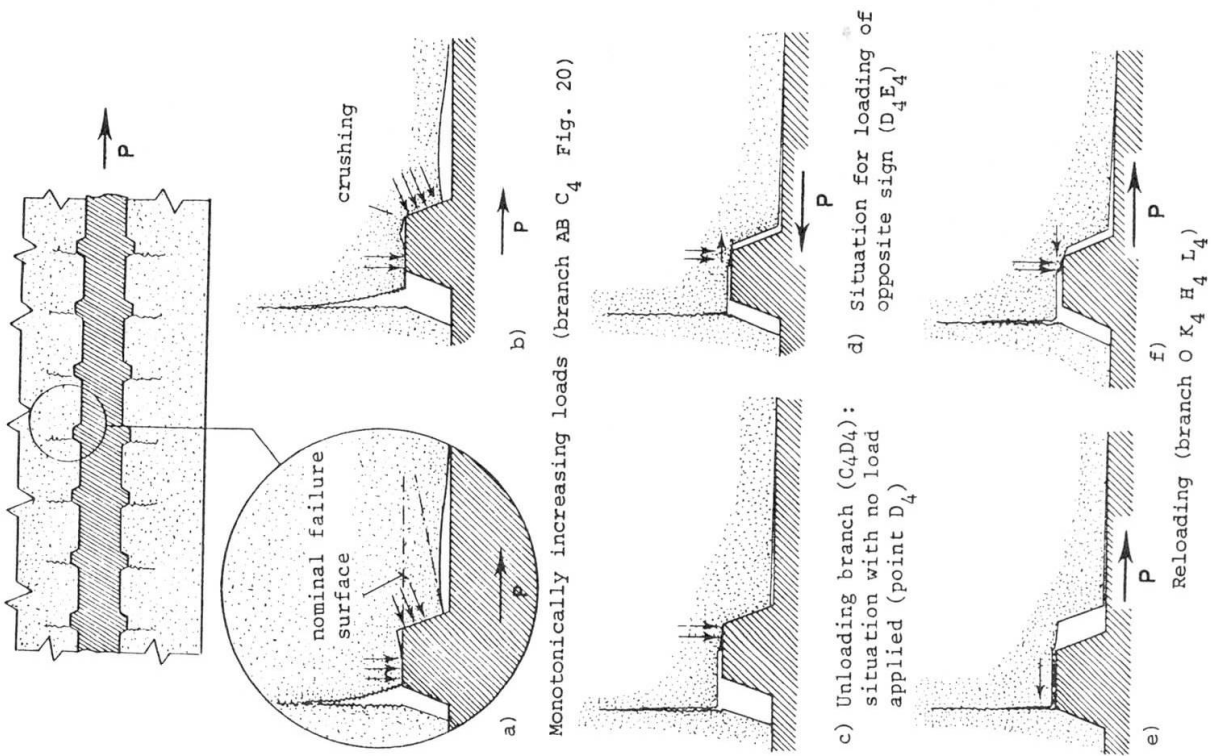 P
nominal failure
surface
P
a)
crushing
P
b)
Monotonically increasing loads (branch AB C4 Fig. 20)
c) Unloading branch (C4D4):
situation with no load
applied (point D4)
P
d) Situation for loading of
opposite sign (D4E4)
P
e)
P
f)
Reloading (branch O K4 H4 L4)